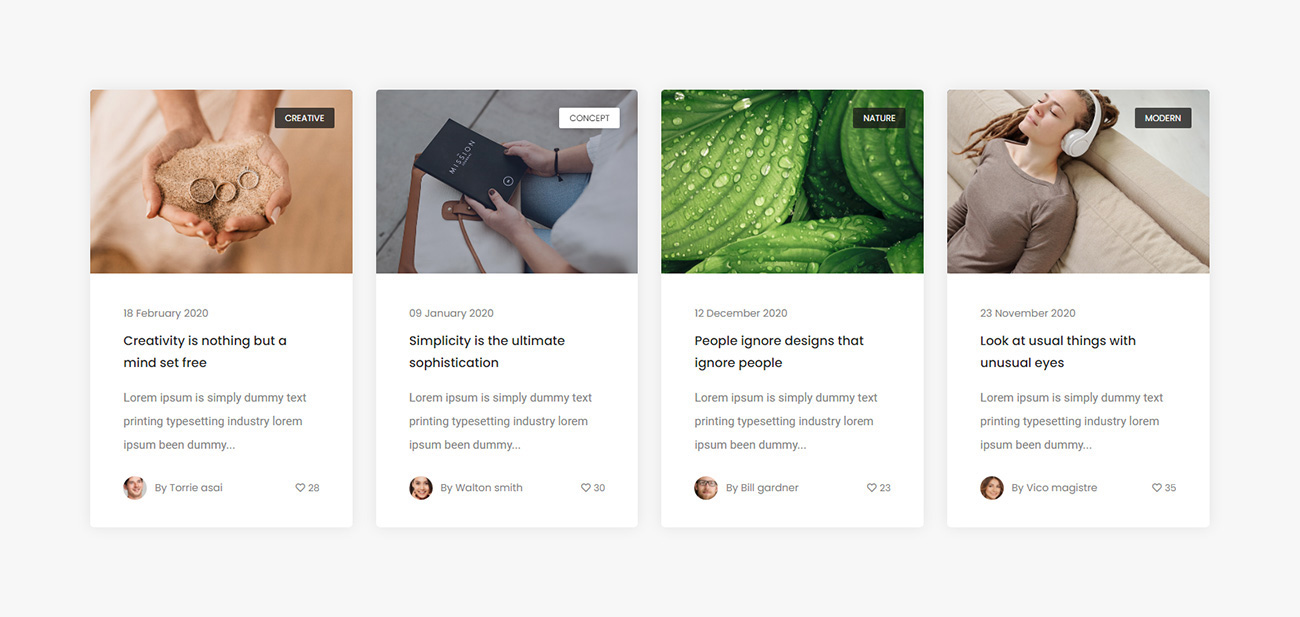 CREATIVE
18 February 2020
Creativity is nothing but a
mind set free
Lorem ipsum is simply dummy text
printing typesetting industry lorem
ipsum been dummy...
By Torrie asai
28
CONCEPT
MISSION
09 January 2020
Simplicity is the ultimate
sophistication
Lorem ipsum is simply dummy text
printing typesetting industry lorem
ipsum been dummy...
By Walton smith
30
NATURE
12 December 2020
People ignore designs that
ignore people
Lorem ipsum is simply dummy text
printing typesetting industry lorem
ipsum been dummy...
By Bill gardner
23
MODERN
23 November 2020
Look at usual things with
unusual eyes
Lorem ipsum is simply dummy text
printing typesetting industry lorem
ipsum been dummy...
By Vico magistre
35